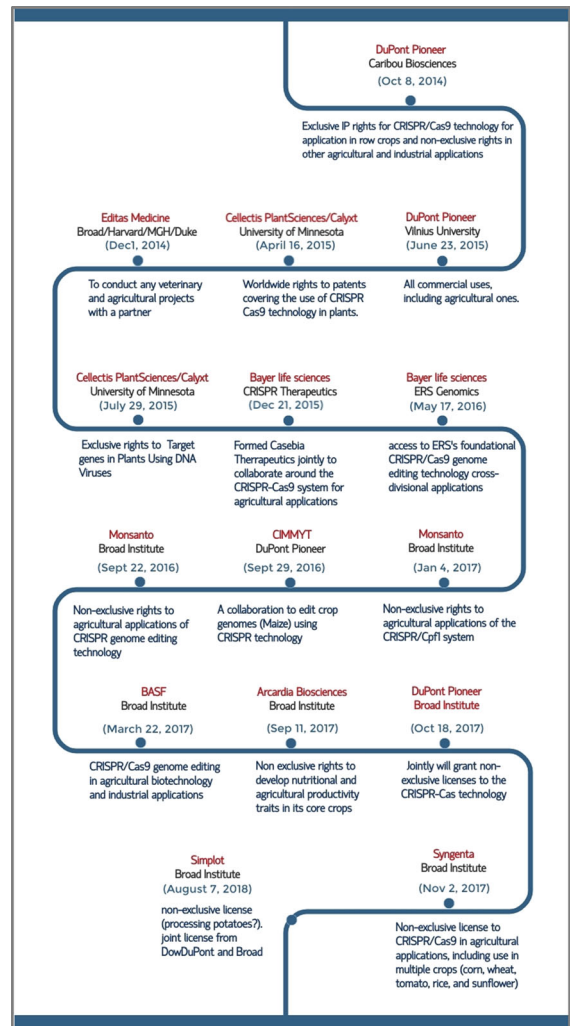 DuPont Pioneer
Caribou Biosciences
(Oct 8, 2014)
Exclusive IP rights for CRISPR/Cas9 technology for
application in row crops and non-exclusive rights in
other agricultural and industrial applications
Editas Medicine
Broad/Harvard/MGH/Duke
(Dec1, 2014)
To conduct any veterinary
and agricultural projects
with a partner
Cellectis PlantSciences/Calyxt
University of Minnesota
(April 16, 2015)
Worldwide rights to patents
covering the use of CRISPR
Cas9 technology in plants.
DuPont Pioneer
Vilnius University
(June 23, 2015)
All commercial uses,
including agricultural ones.
Cellectis PlantSciences/Calyxt
University of Minnesota
(July 29, 2015)
Exclusive rights to Target
genes in Plants Using DNA
Viruses
Bayer life sciences
CRISPR Therapeutics
(Dec 21, 2015)
Formed Casebia
Therrapeutics jointly to
collaborate around the
CRISPR-Cas9 system for
agricultural applications
Bayer life sciences
ERS Genomics
(May 17, 2016)
access to ERS's foundational
CRISPR/Cas9 genome
editing technology cross-
divisional applications
Monsanto
Broad Institute
(Sept 22, 2016)
Non-exclusive rights to
agricultural applications of
CRISPR genome editing
technology
CIMMYT
DuPont Pioneer
(Sept 29, 2016)
A collaboration to edit crop
genomes (Maize) using
CRISPR technology
Monsanto
Broad Institute
(Jan 4, 2017)
Non-exclusive rights to
agricultural applications of the
CRISPR/Cpf1 system
BASF
Broad Institute
(March 22, 2017)
CRISPR/Cas9 genome editing
in agricultural biotechnology
and industrial applications
Arcardia Biosciences
Broad Institute
(Sep 11, 2017)
Non exclusive rights to
develop nutritional and
agricultural productivity
traits in its core crops
DuPont Pioneer
Broad Institute
(Oct 18, 2017)
Jointly will grant non-
exclusive licenses to the
CRISPR-Cas technology
Simplot
Broad Institute
(August 7, 2018)
non-exclusive license
(processing potatoes?).
joint license from
DowDuPont and Broad
Syngenta
Broad Institute
(Nov 2, 2017)
Non-exclusive license to
CRISPR/Cas9 in agricultural
applications, including use in
multiple crops (corn, wheat,
tomato, rice, and sunflower)